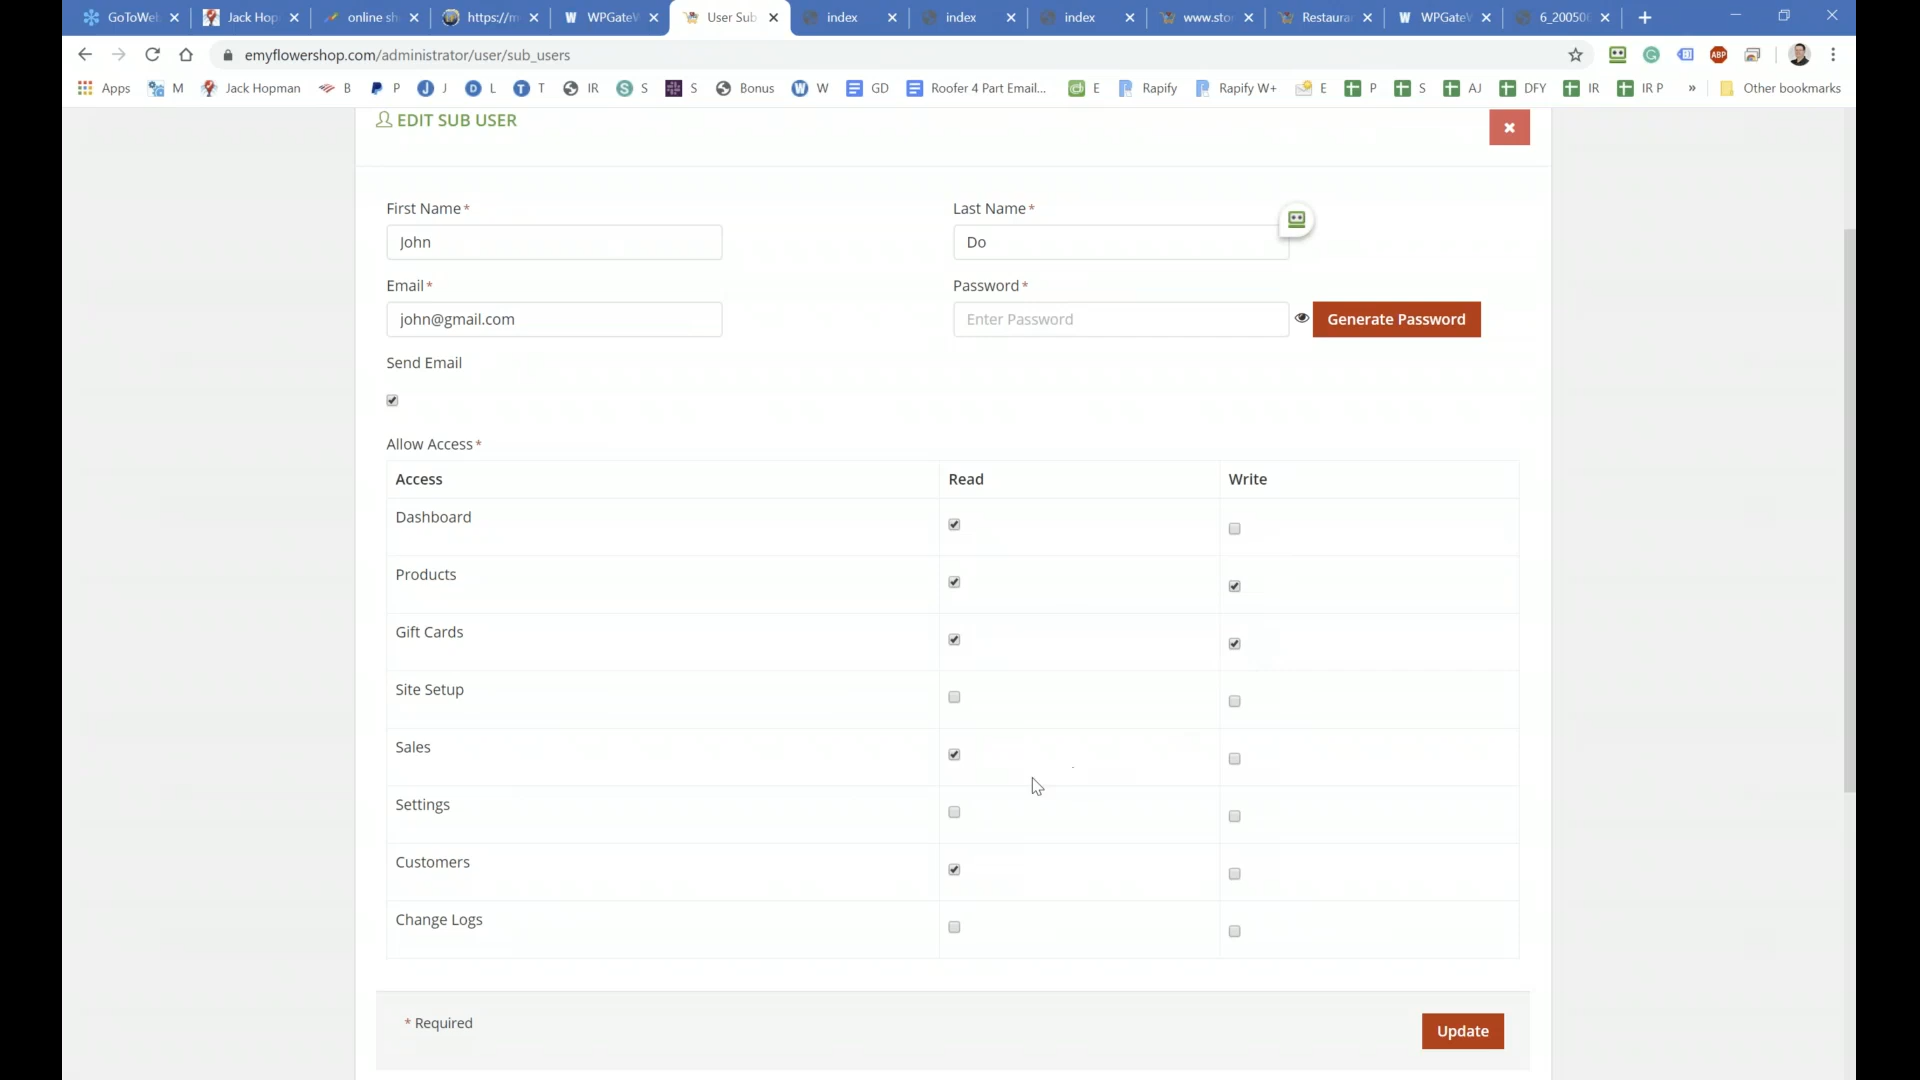 GoToWe Jack Hop online sh https://m WPGateW User Sub index index index www.sto Restaura WPGateW 6_20050
emyflowershop.com/administrator/user/sub_users
Apps M Jack Hopman B P J L T IR S S Bonus W GD Roofer 4 Part Email... E Rapify Rapify W+ E P S AJ DFY IR IR P » Other bookmarks
EDIT SUB USER
First Name* Last Name*
John Do
Email* Password*
john@gmail.com Enter Password Generate Password
Send Email
Allow Access*
Access Read Write
Dashboard
Products
Gift Cards
Site Setup
Sales
Settings
Customers
Change Logs
* Required
Update